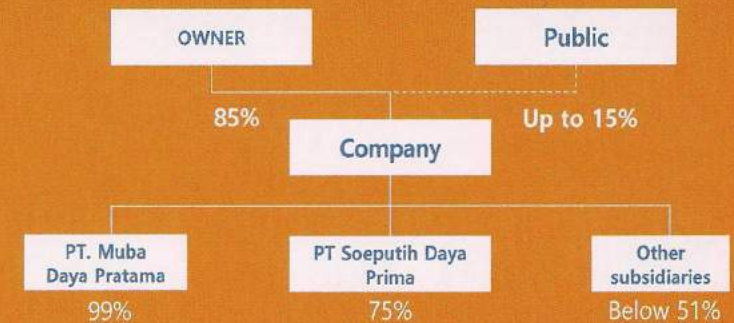 OWNER
Public
85%
Up to 15%
Company
PT. Muba
Daya Pratama
PT Soeputih Daya
Prima
Other
subsidiaries
99%
75%
Below 51%